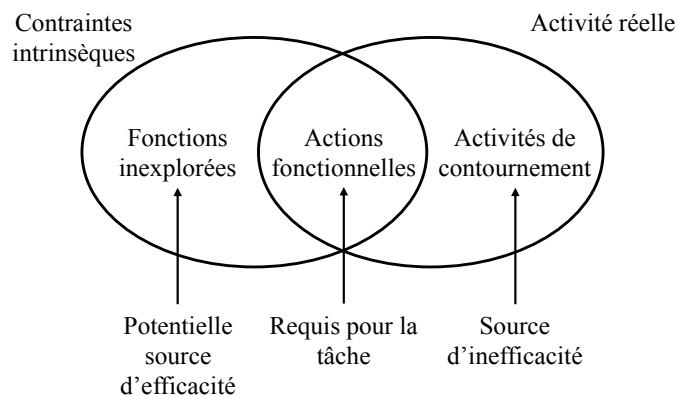 Contraintes
intrinsèques
Activité réelle
Fonctions
inexplorées
Actions
fonctionnelles
Activités de
contournement
Potentielle
source
d'efficacité
Requis pour la
tâche
Source
d'inefficacité